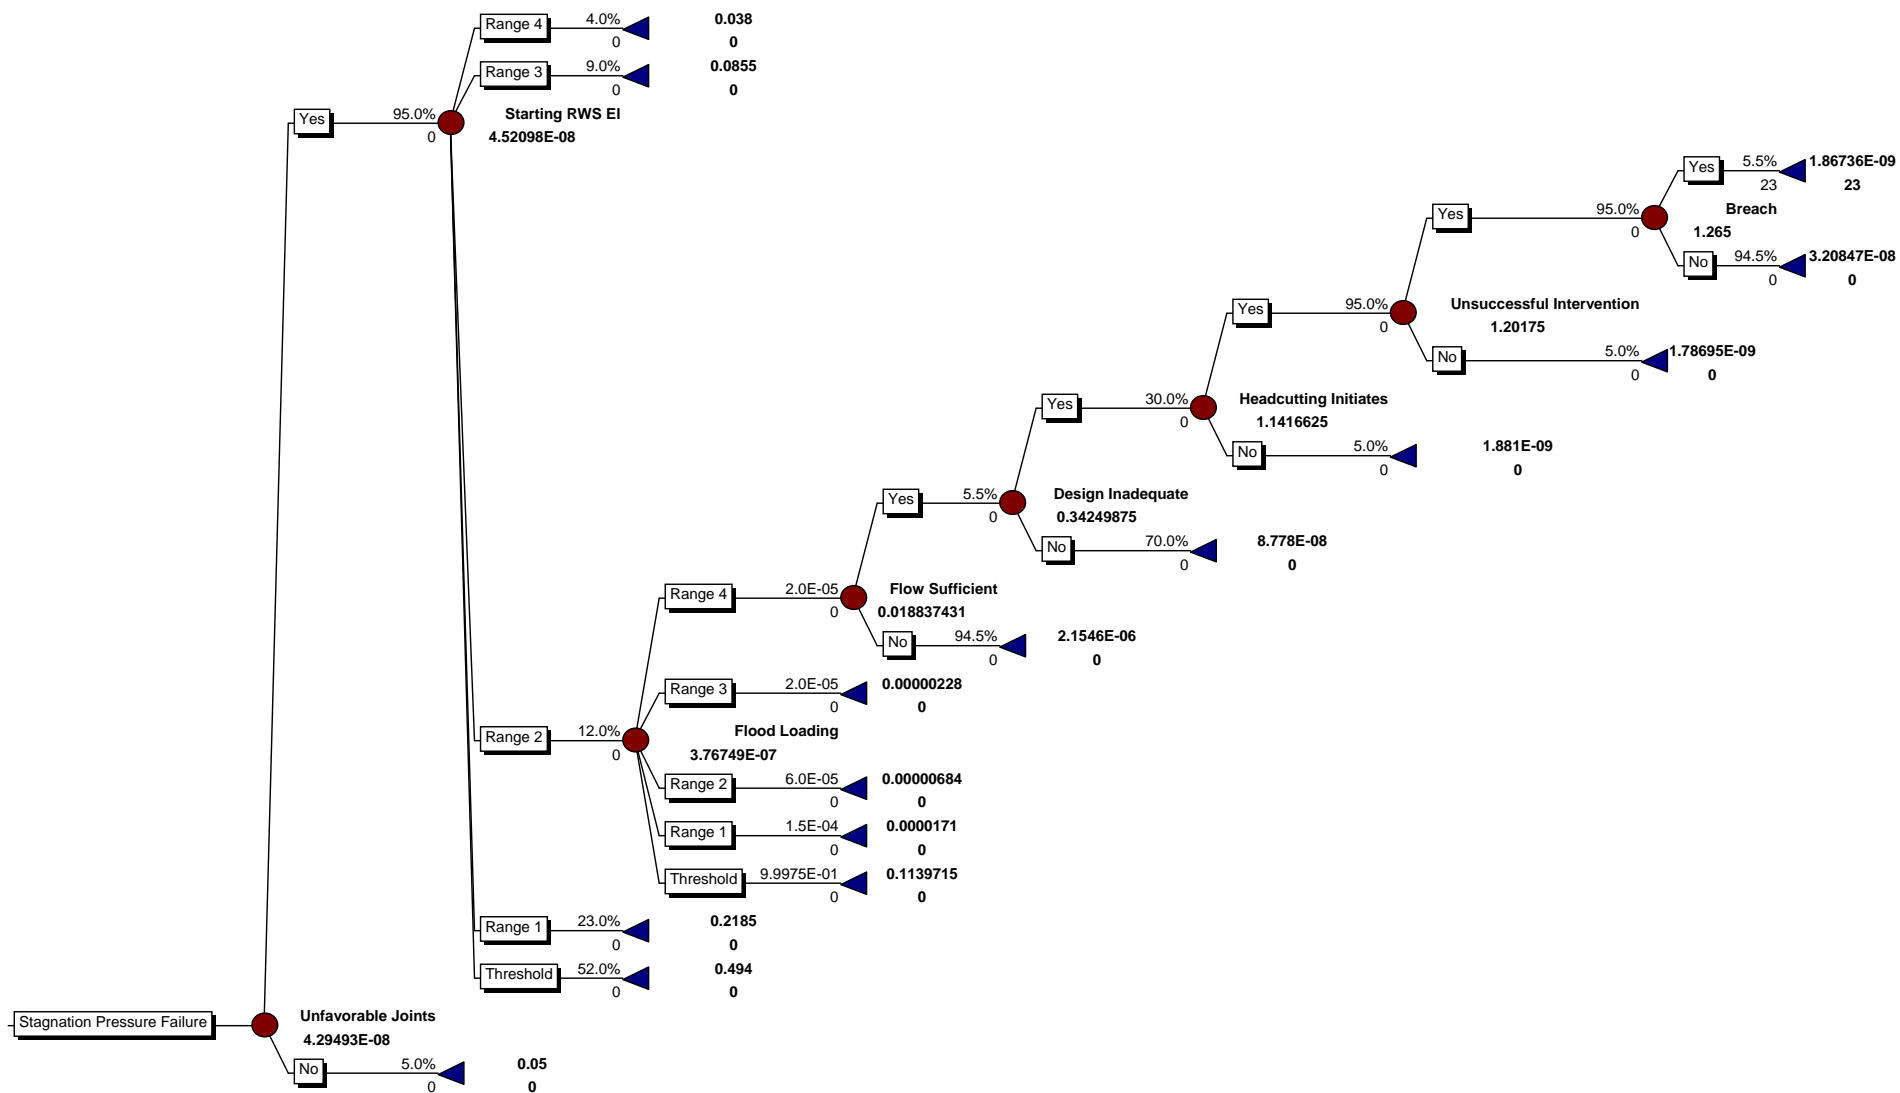 Range 4 4.0% 0.038
0 0
Range 3 9.0% 0.0855
0 0
Yes 95.0% Starting RWS El
0 4.52098E-08
Yes 5.5% 1.86736E-09
23 23
Yes 95.0% Breach
0 1.265
No 94.5% 3.20847E-08
0 0
Yes 95.0% Unsuccessful Intervention
0 1.20175
No 5.0% 1.78695E-09
0 0
Yes 30.0% Headcutting Initiates
0 1.1416625
No 5.0% 1.881E-09
0 0
Yes 5.5% Design Inadequate
0 0.34249875
No 70.0% 8.778E-08
0 0
Range 4 2.0E-05 Flow Sufficient
0 0.018837431
No 94.5% 2.1546E-06
0 0
Range 3 2.0E-05 0.00000228
0 0
Range 2 12.0% Flood Loading
0 3.76749E-07
Range 2 6.0E-05 0.00000684
0 0
Range 1 1.5E-04 0.0000171
0 0
Threshold 9.9975E-01 0.1139715
0 0
Range 1 23.0% 0.2185
0 0
Threshold 52.0% 0.494
0 0
Stagnation Pressure Failure Unfavorable Joints
4.29493E-08
No 5.0% 0.05
0 0